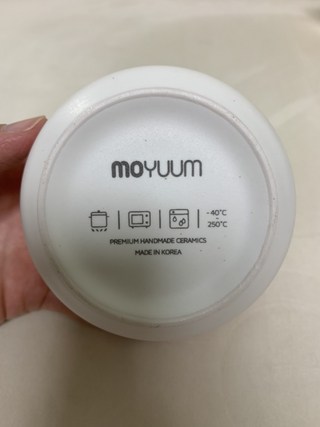 moyuum
-40°C
~
250°C
PREMIUM HANDMADE CERAMICS
MADE IN KOREA